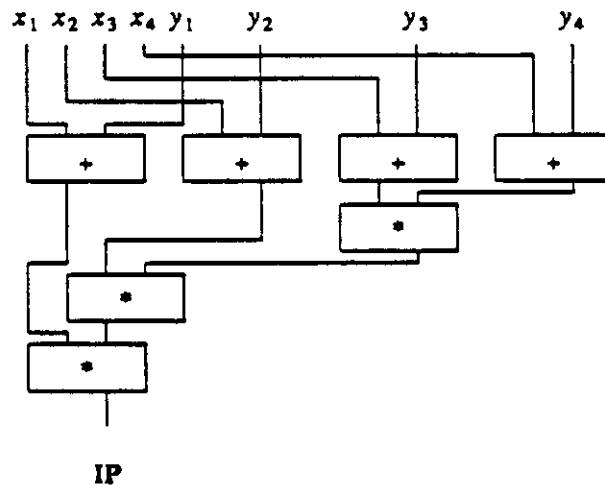 x₁ x₂ x₃ x₄ y₁ y₂ y₃ y₄
+ + + +
*
*
*
IP